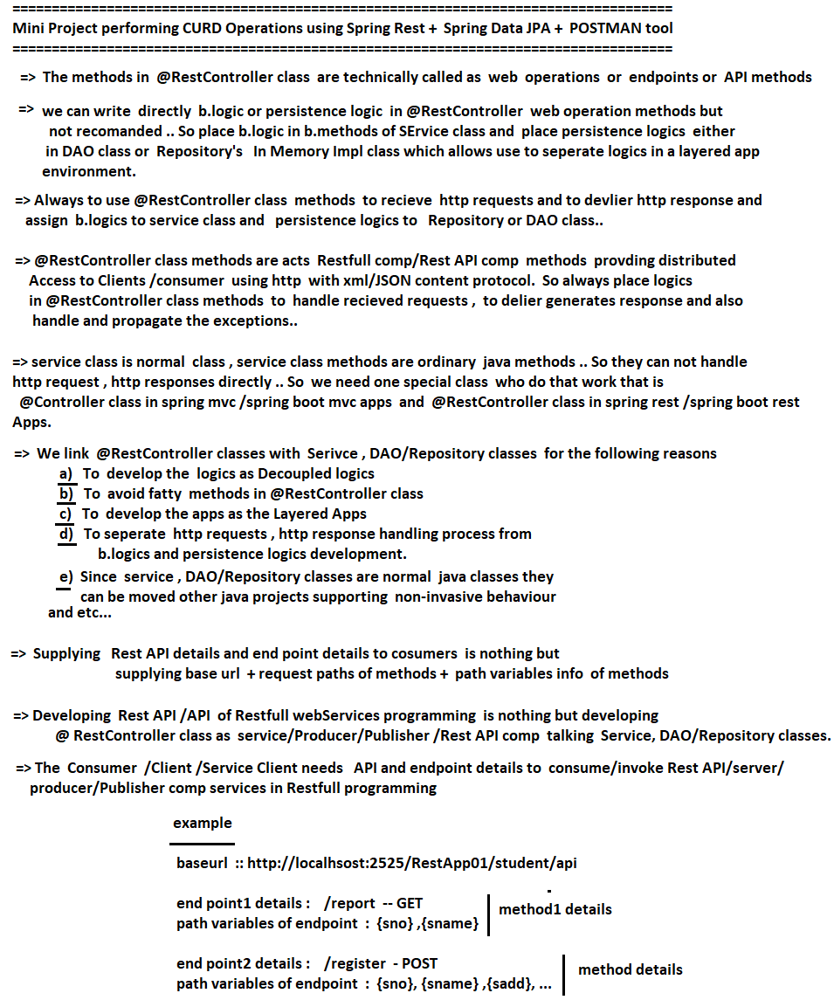 =====================================================================================
Mini Project performing CURD Operations using Spring Rest + Spring Data JPA + POSTMAN tool
=====================================================================================
=> The methods in @RestController class are technically called as web operations or endpoints or API methods
=> we can write directly b.logic or persistence logic in @RestController web operation methods but
not recomanded .. So place b.logic in b.methods of SErvice class and place persistence logics either
in DAO class or Repository's In Memory Impl class which allows use to seperate logics in a layered app
environment.
=> Always to use @RestController class methods to recieve http requests and to devlier http response and
assign b.logics to service class and persistence logics to Repository or DAO class..
=> @RestController class methods are acts Restfull comp/Rest API comp methods provding distributed
Access to Clients /consumer using http with xml/JSON content protocol. So always place logics
in @RestController class methods to handle recieved requests , to delier generates response and also
handle and propagate the exceptions..
=> service class is normal class , service class methods are ordinary java methods .. So they can not handle
http request , http responses directly .. So we need one special class who do that work that is
@Controller class in spring mvc /spring boot mvc apps and @RestController class in spring rest /spring boot rest
Apps.
=> We link @RestController classes with Serivce , DAO/Repository classes for the following reasons
a) To develop the logics as Decoupled logics
b) To avoid fatty methods in @RestController class
c) To develop the apps as the Layered Apps
d) To seperate http requests , http response handling process from
b.logics and persistence logics development.
e) Since service , DAO/Repository classes are normal java classes they
can be moved other java projects supporting non-invasive behaviour
and etc...
=> Supplying Rest API details and end point details to cosumers is nothing but
supplying base url + request paths of methods + path variables info of methods
=> Developing Rest API /API of Restfull webServices programming is nothing but developing
@ RestController class as service/Producer/Publisher /Rest API comp talking Service, DAO/Repository classes.
=> The Consumer /Client /Service Client needs API and endpoint details to consume/invoke Rest API/server/
producer/Publisher comp services in Restfull programming
example
baseurl :: http://localhsost:2525/RestApp01/student/api
end point1 details : /report -- GET
path variables of endpoint : {sno} ,{sname}
method1 details
end point2 details : /register - POST
path variables of endpoint : {sno}, {sname} ,{sadd}, ...
method details